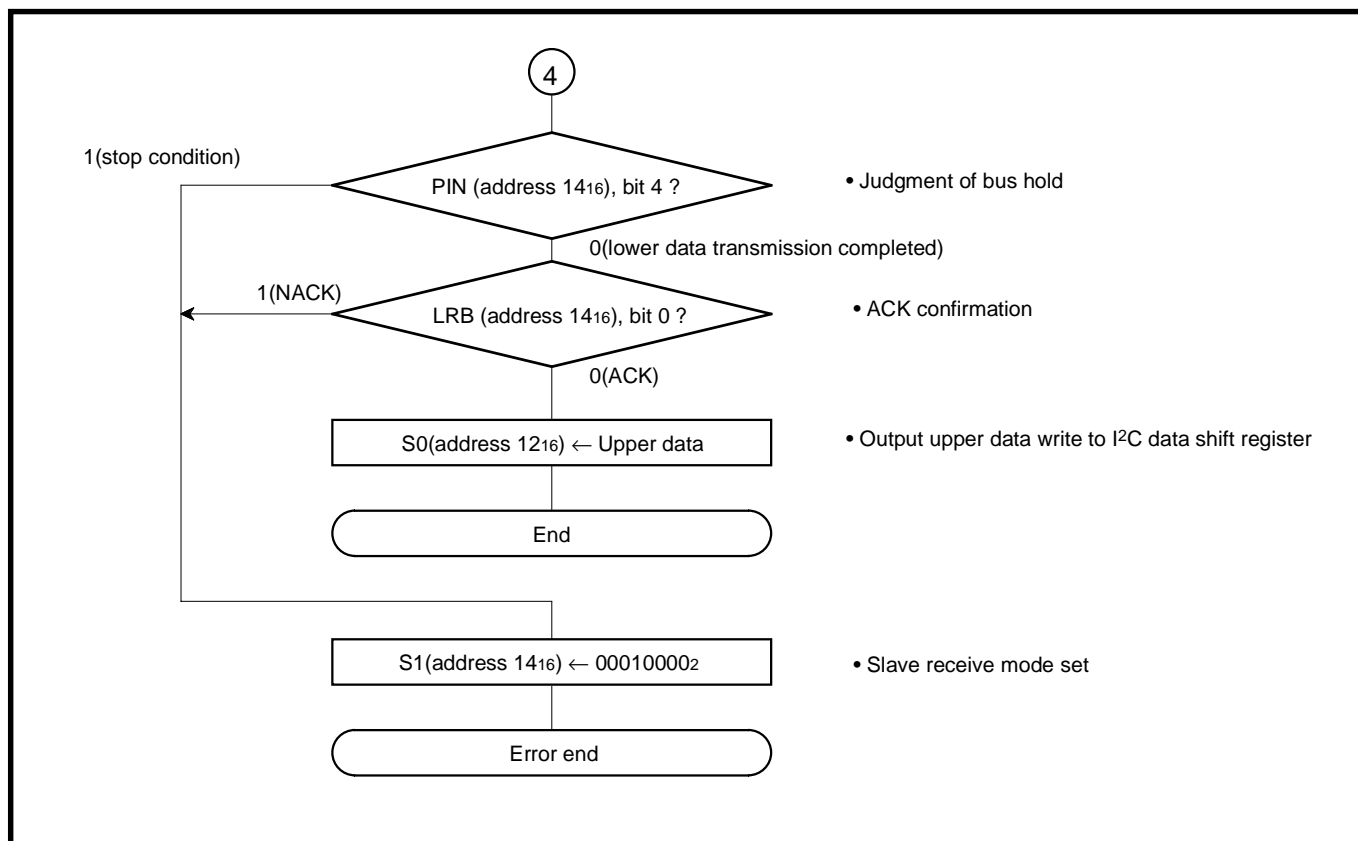 4
1(stop condition)
PIN (address 14₁₆), bit 4 ?
• Judgment of bus hold
0(lower data transmission completed)
1(NACK)
LRB (address 14₁₆), bit 0 ?
• ACK confirmation
0(ACK)
S0(address 12₁₆) ← Upper data
• Output upper data write to I²C data shift register
End
S1(address 14₁₆) ← 00010000₂
• Slave receive mode set
Error end